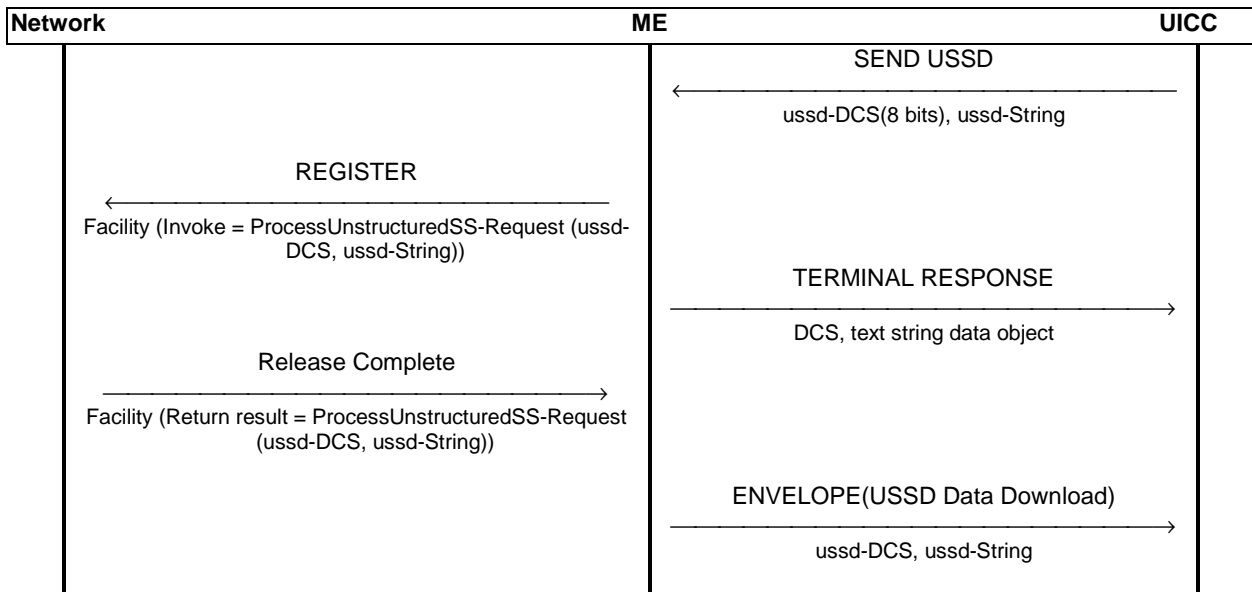 Network ME UICC
SEND USSD
ussd-DCS(8 bits), ussd-String
REGISTER
Facility (Invoke = ProcessUnstructuredSS-Request (ussd-
DCS, ussd-String))
TERMINAL RESPONSE
DCS, text string data object
Release Complete
Facility (Return result = ProcessUnstructuredSS-Request
(ussd-DCS, ussd-String))
ENVELOPE(USSD Data Download)
ussd-DCS, ussd-String